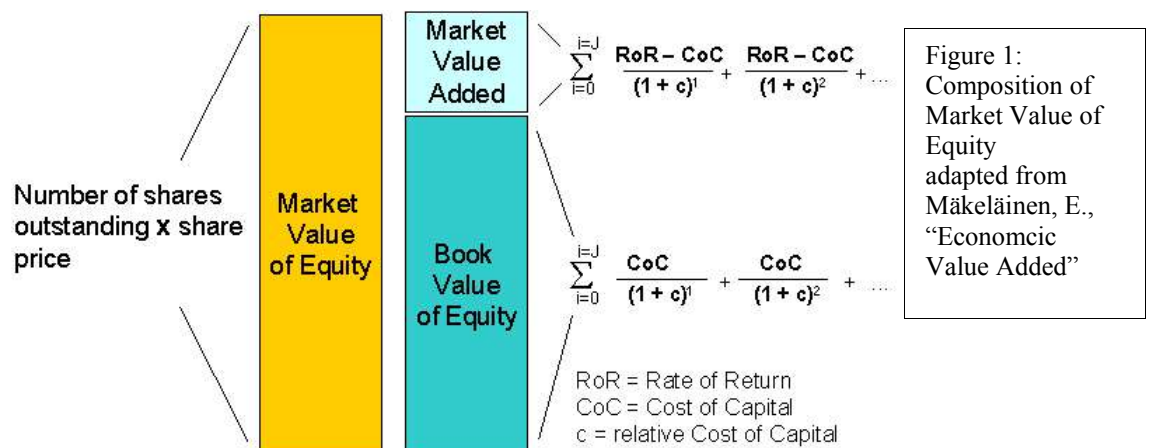 Number of shares
outstanding x share
price
Market
Value
of Equity
Market
Value
Added
Book
Value
of Equity
i=J
∑
i=0
RoR – CoC
(1 + c)¹
+
RoR – CoC
(1 + c)²
+ ...
i=J
∑
i=0
CoC
(1 + c)¹
+
CoC
(1 + c)²
+ ....
RoR = Rate of Return
CoC = Cost of Capital
c = relative Cost of Capital
Figure 1:
Composition of
Market Value of
Equity
adapted from
Mäkeläinen, E.,
“Economcic
Value Added”